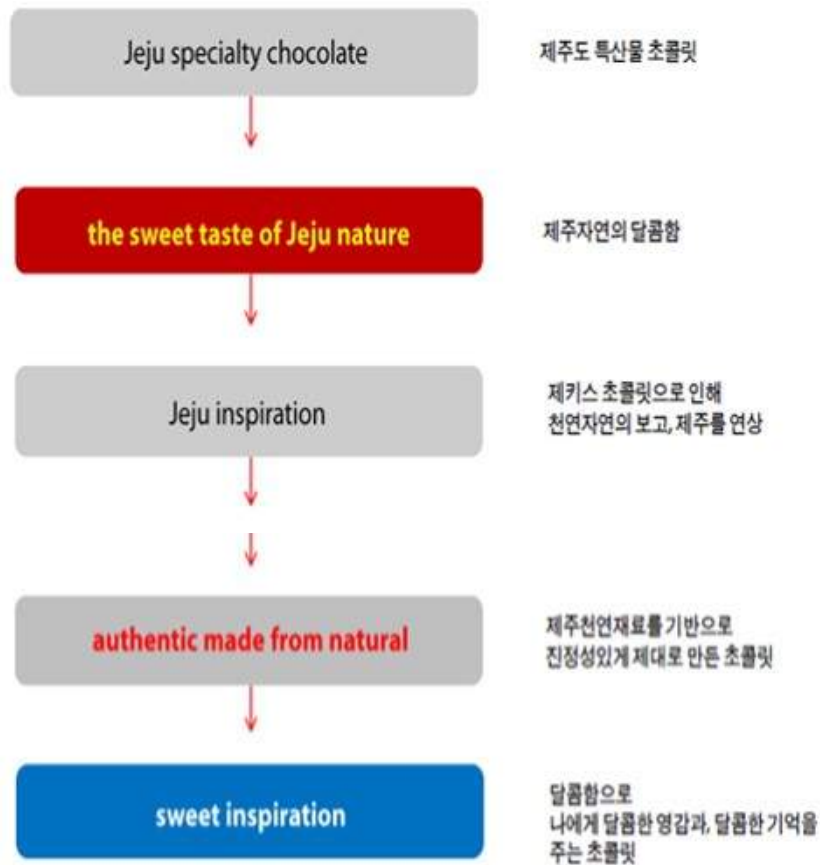 Jeju specialty chocolate
제주도 특산물 초콜릿
the sweet taste of Jeju nature
제주자연의 달콤함
Jeju inspiration
제키스 초콜릿으로 인해
천연자연의 보고, 제주를 연상
authentic made from natural
제주천연재료를 기반으로
진정성있게 제대로 만든 초콜릿
sweet inspiration
달콤함으로
나에게 달콤한 영감과, 달콤한 기억을
주는 초콜릿